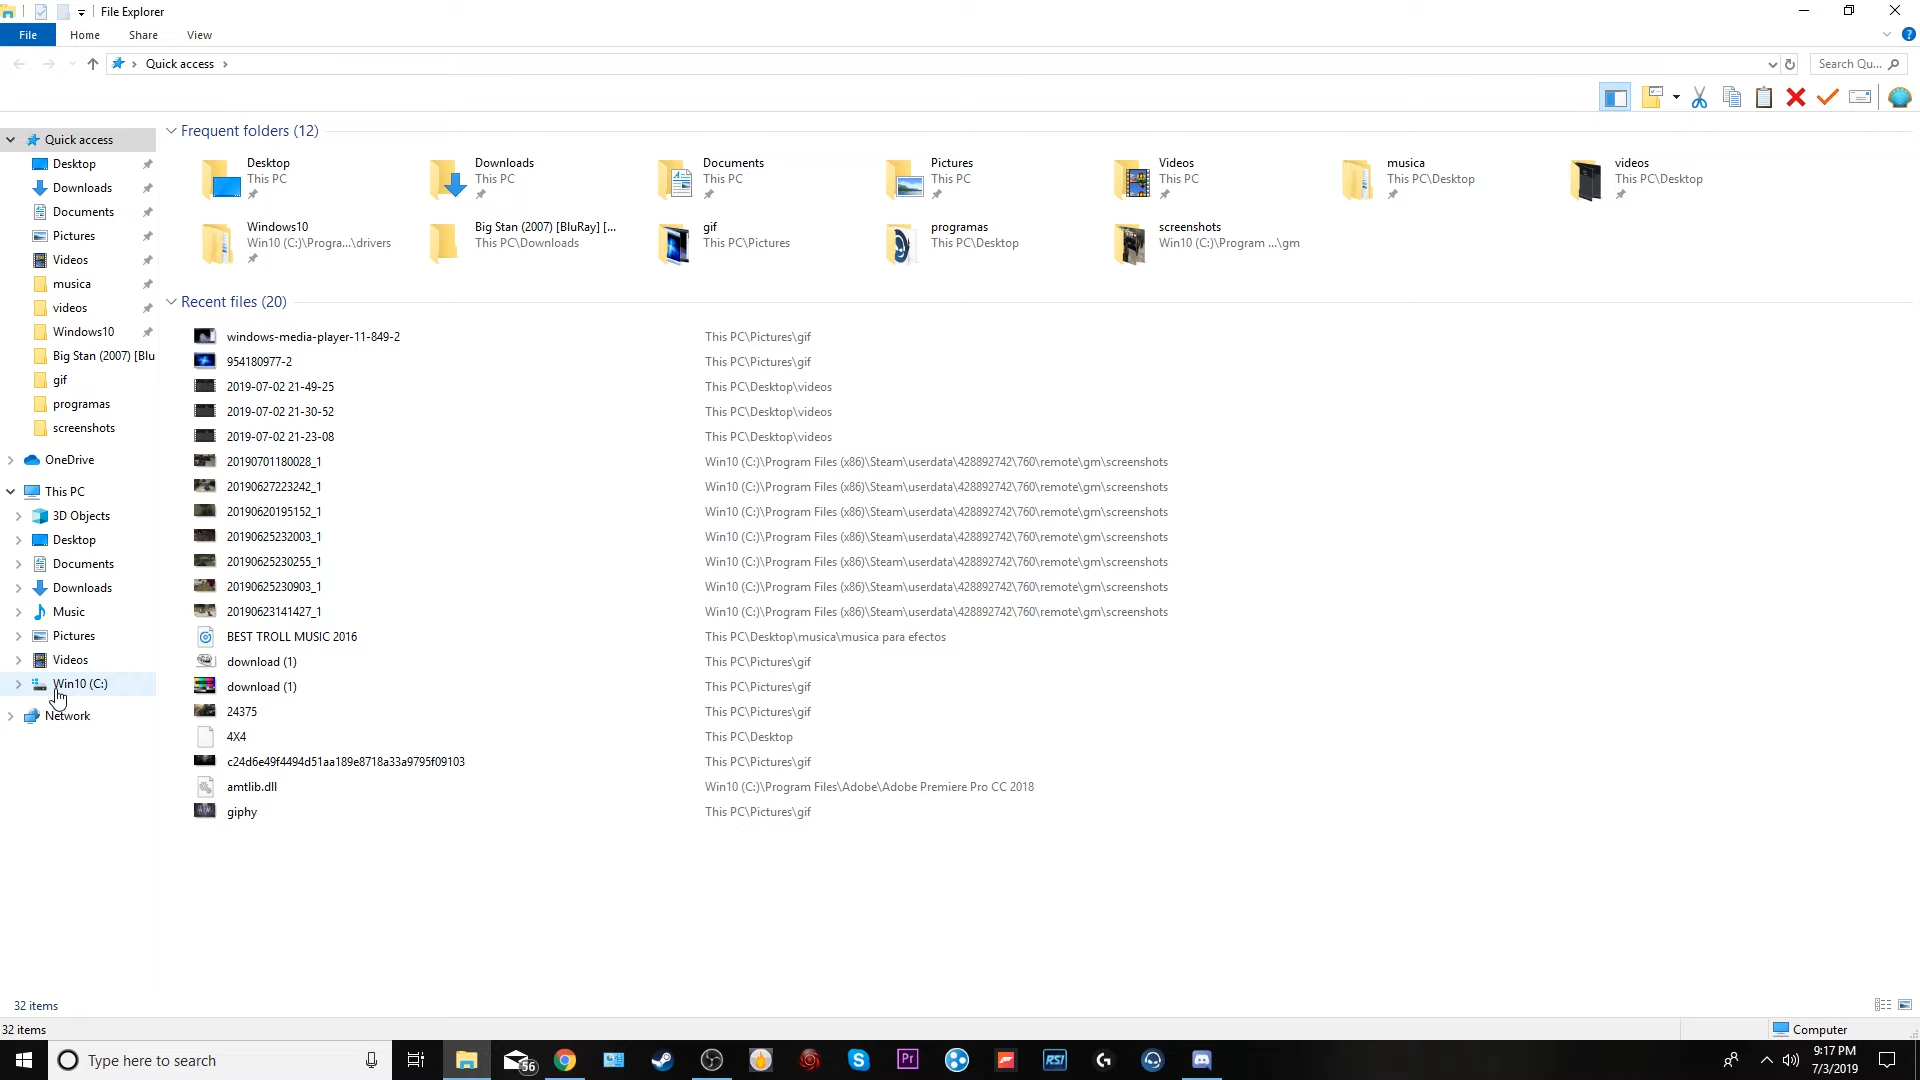 File Explorer
File Home Share View
Quick access
Search Qu...
Quick access
Desktop
Downloads
Documents
Pictures
Videos
musica
videos
Windows10
Big Stan (2007) [Blu
gif
programas
screenshots
OneDrive
This PC
3D Objects
Desktop
Documents
Downloads
Music
Pictures
Videos
Win10 (C:)
Network
Frequent folders (12)
Desktop
This PC
Downloads
This PC
Documents
This PC
Pictures
This PC
Videos
This PC
musica
This PC\Desktop
videos
This PC\Desktop
Windows10
Win10 (C:)\Progra...\drivers
Big Stan (2007) [BluRay] [...
This PC\Downloads
gif
This PC\Pictures
programas
This PC\Desktop
screenshots
Win10 (C:)\Program ...\gm
Recent files (20)
windows-media-player-11-849-2 This PC\Pictures\gif
954180977-2 This PC\Pictures\gif
2019-07-02 21-49-25 This PC\Desktop\videos
2019-07-02 21-30-52 This PC\Desktop\videos
2019-07-02 21-23-08 This PC\Desktop\videos
20190701180028_1 Win10 (C:)\Program Files (x86)\Steam\userdata\428892742\760\remote\gm\screenshots
20190627223242_1 Win10 (C:)\Program Files (x86)\Steam\userdata\428892742\760\remote\gm\screenshots
20190620195152_1 Win10 (C:)\Program Files (x86)\Steam\userdata\428892742\760\remote\gm\screenshots
20190625232003_1 Win10 (C:)\Program Files (x86)\Steam\userdata\428892742\760\remote\gm\screenshots
20190625230255_1 Win10 (C:)\Program Files (x86)\Steam\userdata\428892742\760\remote\gm\screenshots
20190625230903_1 Win10 (C:)\Program Files (x86)\Steam\userdata\428892742\760\remote\gm\screenshots
20190623141427_1 Win10 (C:)\Program Files (x86)\Steam\userdata\428892742\760\remote\gm\screenshots
BEST TROLL MUSIC 2016 This PC\Desktop\musica\musica para efectos
download (1) This PC\Pictures\gif
download (1) This PC\Pictures\gif
24375 This PC\Pictures\gif
4X4 This PC\Desktop
c24d6e49f4494d51aa189e8718a33a9795f09103 This PC\Pictures\gif
amtlib.dll Win10 (C:)\Program Files\Adobe\Adobe Premiere Pro CC 2018
giphy This PC\Pictures\gif
32 items
32 items
Computer
Type here to search
56
Pr
RSI
9:17 PM
7/3/2019